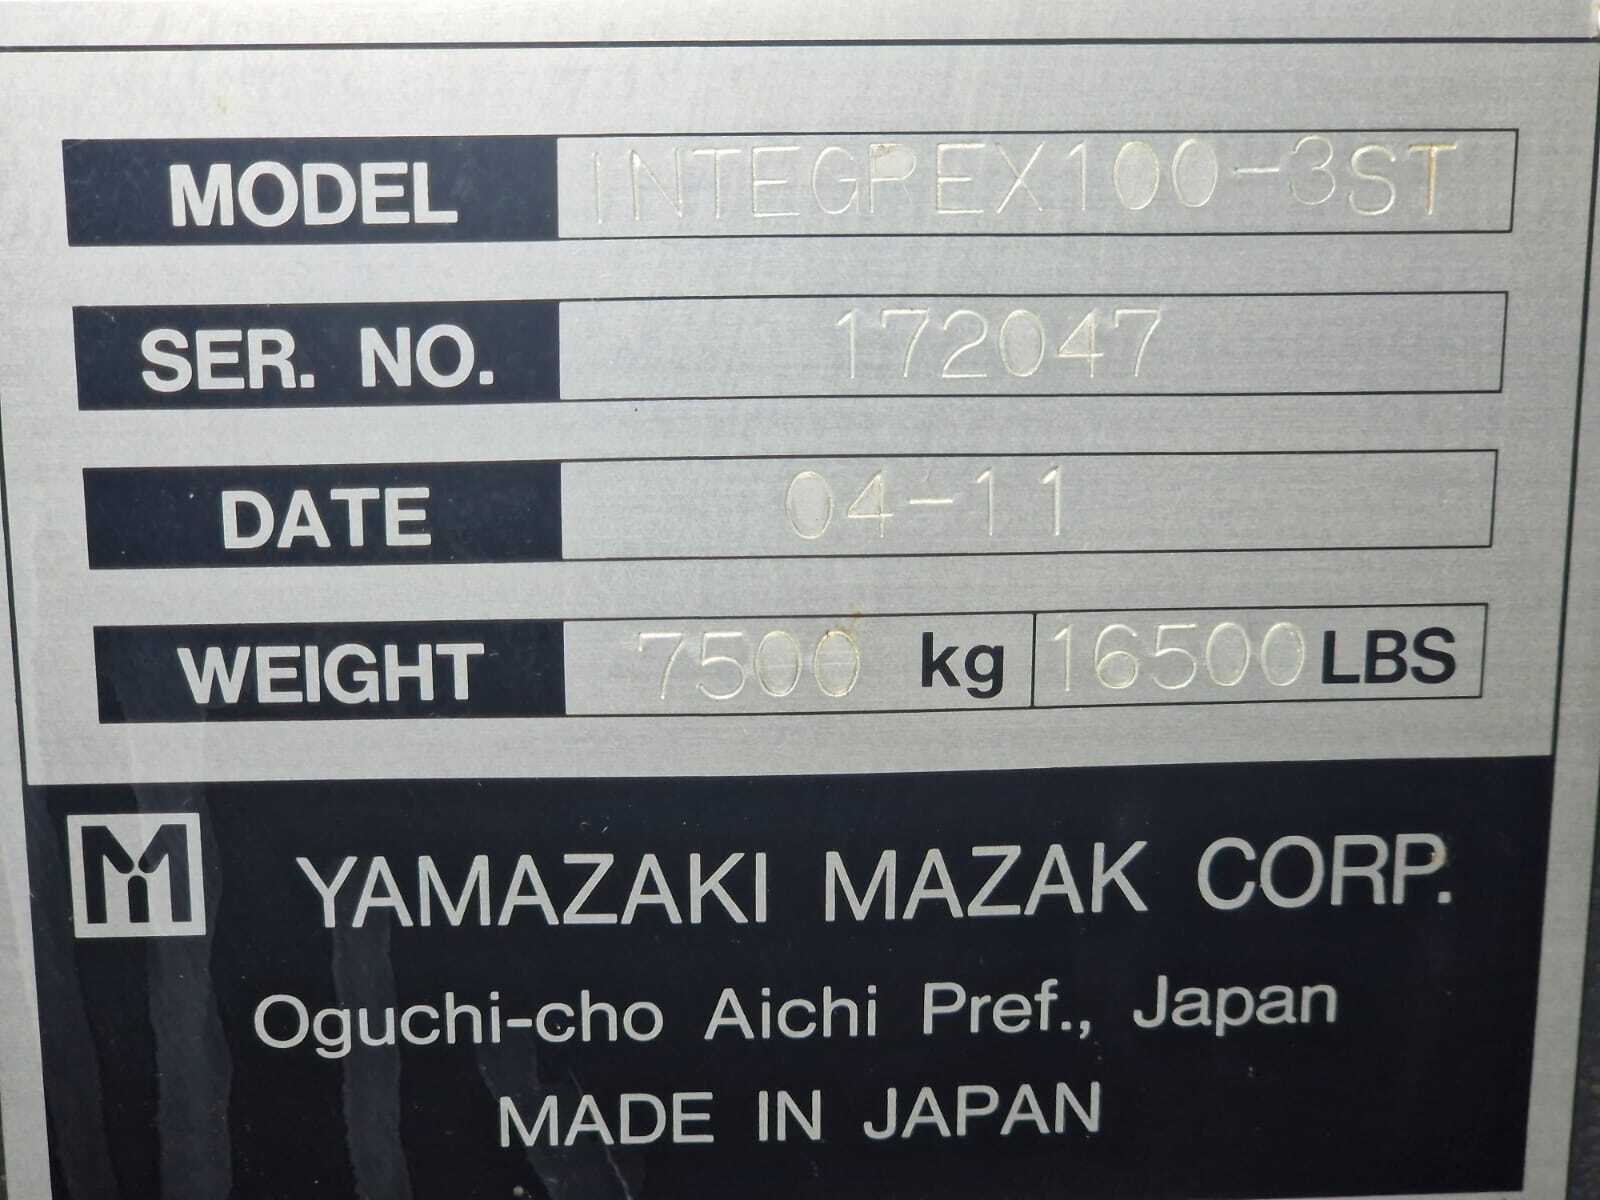 MODEL INTEGREX100-3ST
SER. NO. 172047
DATE 04-11
WEIGHT 7500 kg 16500 LBS
M YAMAZAKI MAZAK CORP.
Oguchi-cho Aichi Pref., Japan
MADE IN JAPAN